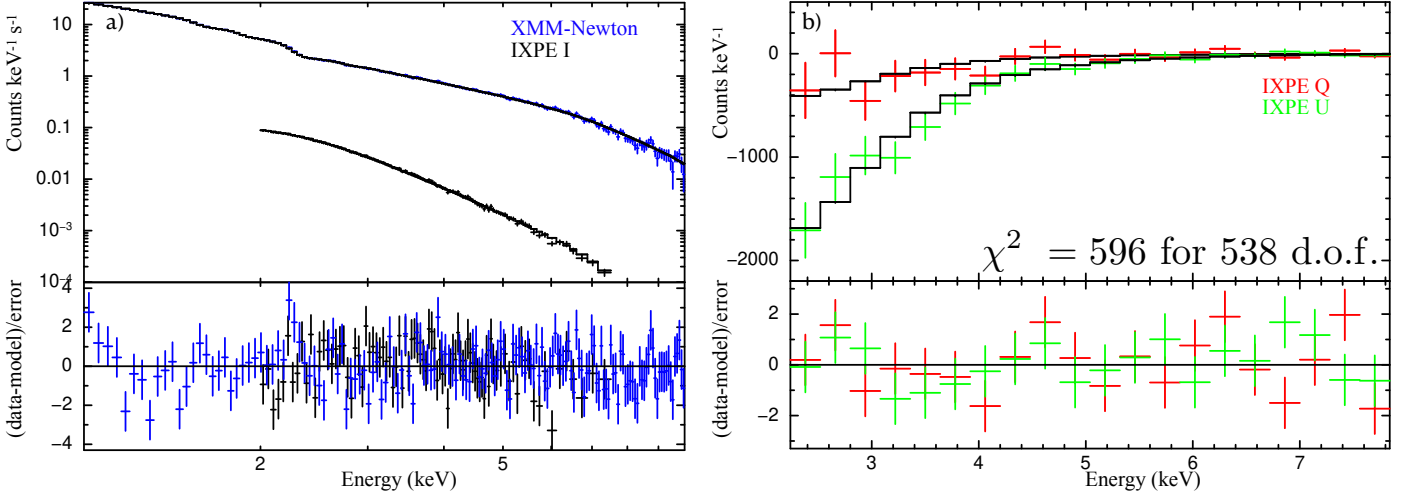 a)
XMM-Newton
IXPE I
Counts keV⁻¹ s⁻¹
10
1
0.1
0.01
10⁻³
10⁻⁴
(data-model)/error
4
2
0
-2
-4
2
5
Energy (keV)
b)
IXPE Q
IXPE U
Counts keV⁻¹
0
-1000
-2000
χ² = 596 for 538 d.o.f.
(data-model)/error
2
0
-2
3
4
5
6
7
Energy (keV)